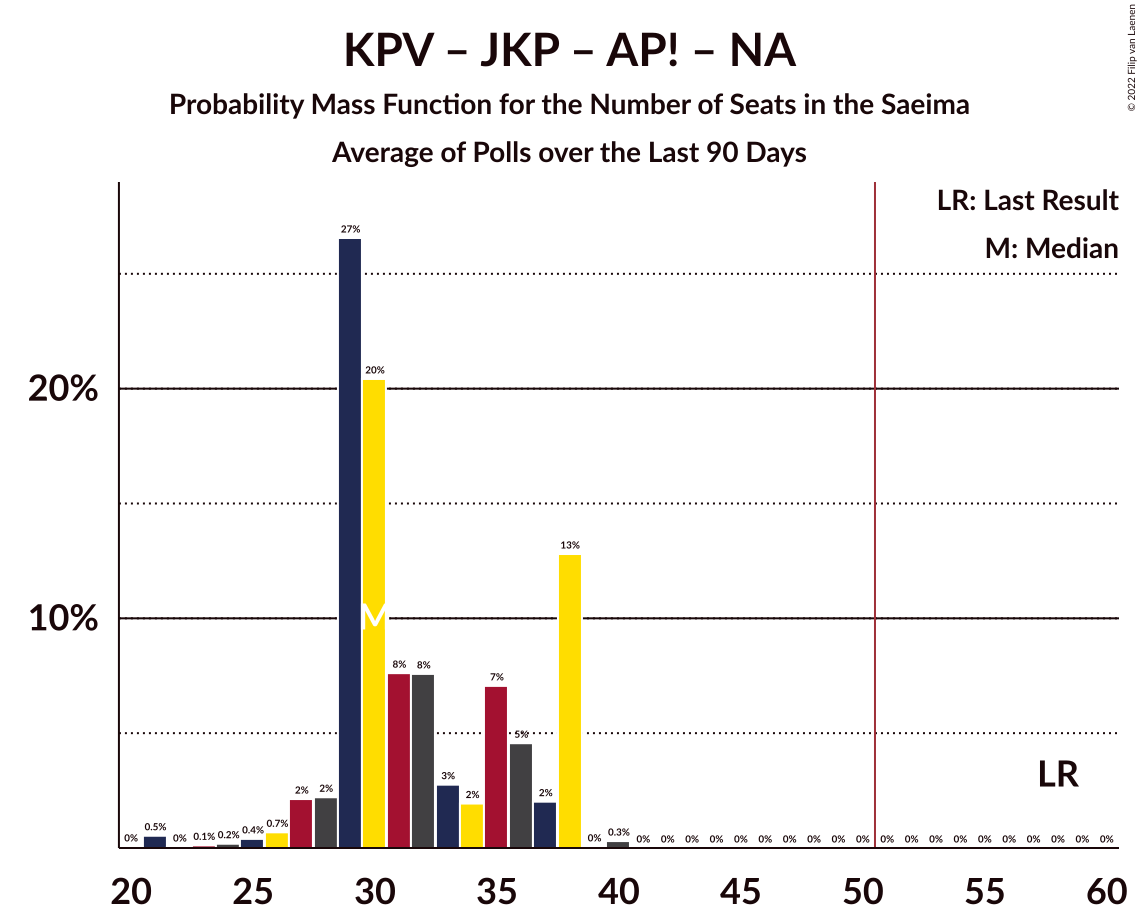 KPV – JKP – AP! – NA
Probability Mass Function for the Number of Seats in the Saeima
Average of Polls over the Last 90 Days
© 2022 Filip van Laenen
LR: Last Result
M: Median
20%
10%
0% 0.5% 0% 0.1% 0.2% 0.4% 0.7% 2% 2% 27% 20% 8% 8% 3% 2% 7% 5% 2% 13% 0% 0.3% 0% 0% 0% 0% 0% 0% 0% 0% 0% 0% 0% 0% 0% 0% 0% 0% 0% 0% 0% 0%
M
LR
20 25 30 35 40 45 50 55 60